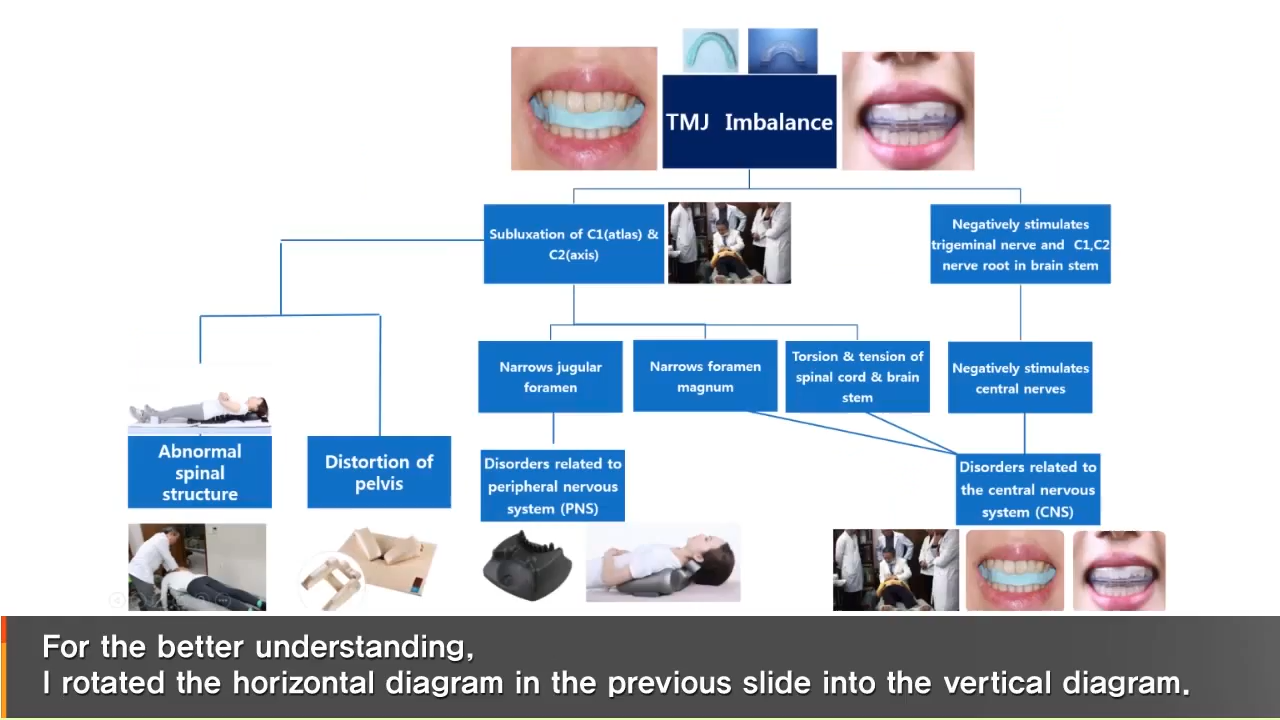 TMJ Imbalance
Subluxation of C1(atlas) &
C2(axis)
Negatively stimulates
trigeminal nerve and C1,C2
nerve root in brain stem
Narrows jugular
foramen
Narrows foramen
magnum
Torsion & tension of
spinal cord & brain
stem
Negatively stimulates
central nerves
Abnormal
spinal
structure
Distortion of
pelvis
Disorders related to
peripheral nervous
system (PNS)
Disorders related to
the central nervous
system (CNS)
For the better understanding,
I rotated the horizontal diagram in the previous slide into the vertical diagram.